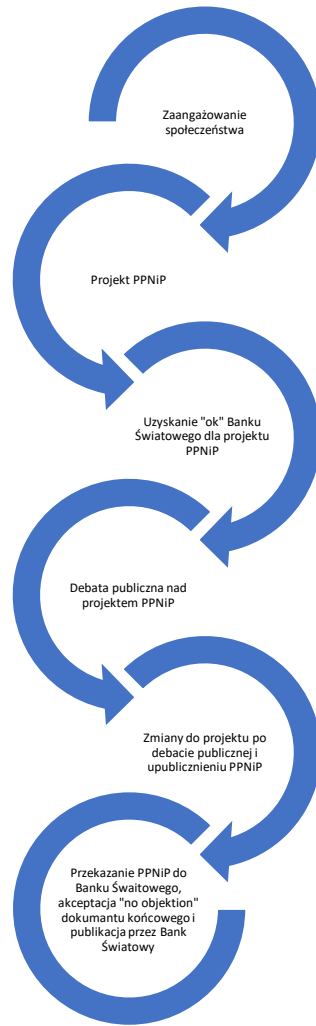 Zaangażowanie
społeczeństwa
Projekt PPNiP
Uzyskanie "ok" Banku
Światowego dla projektu
PPNiP
Debata publiczna nad
projektem PPNiP
Zmiany do projektu po
debacie publicznej i
upublicznieniu PPNiP
Przekazanie PPNiP do
Banku Śwaitowego,
akceptacja "no objektion"
dokumentu końcowego i
publikacja przez Bank
Światowy